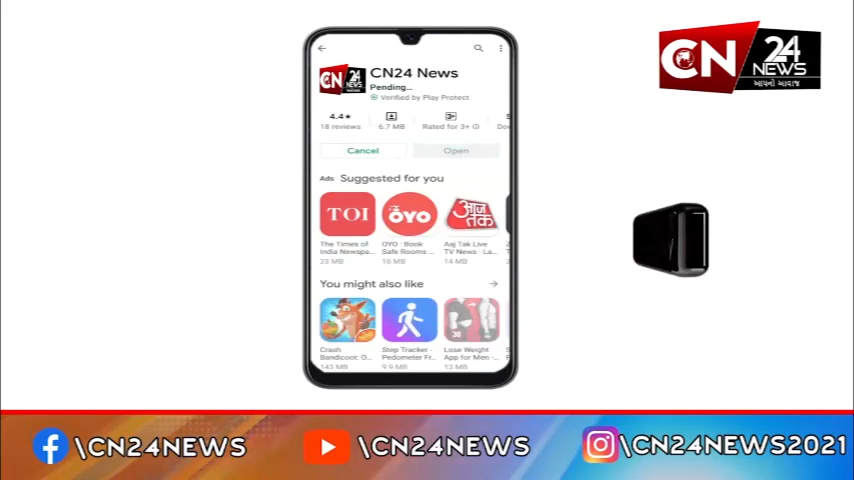 CN24 News
Pending...
Verified by Play Protect
4.4★
18 reviews
6.7 MB
3+
Rated for 3+
Cancel
Open
Ads Suggested for you
TOI
OYO
आज तक
The Times of
India Newspa...
23 MB
OYO : Book
Safe Rooms ...
16 MB
Aaj Tak Live
TV News - La...
14 MB
You might also like
Crash
Bandicoot: O...
143 MB
Step Tracker -
Pedometer Fr...
9.9 MB
Lose Weight
App for Men -...
13 MB
CN 24
NEWS
આપનો અવાજ
\CN24NEWS
\CN24NEWS
\CN24NEWS2021